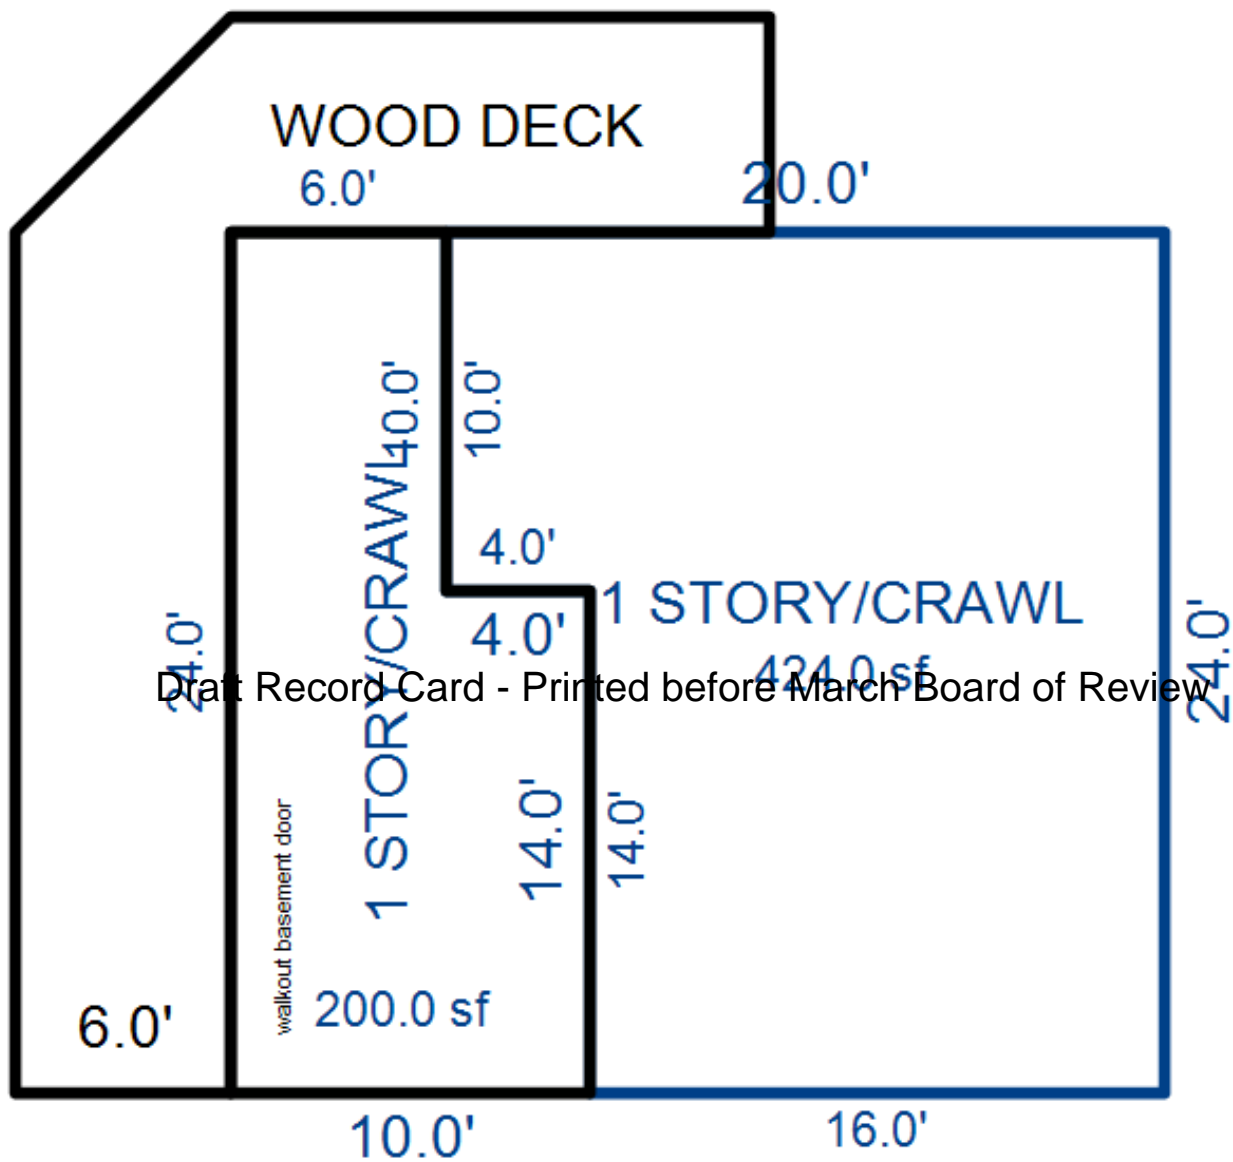 WOOD DECK
6.0'
20.0'
10.0'
10.0'
4.0'
4.0'
1 STORY/CRAWL
1 STORY/CRAWL
424.0 sf
24.0'
24.0'
Draft Record Card - Printed before March Board of Review
14.0'
14.0'
walkout basement door
200.0 sf
6.0'
10.0'
16.0'